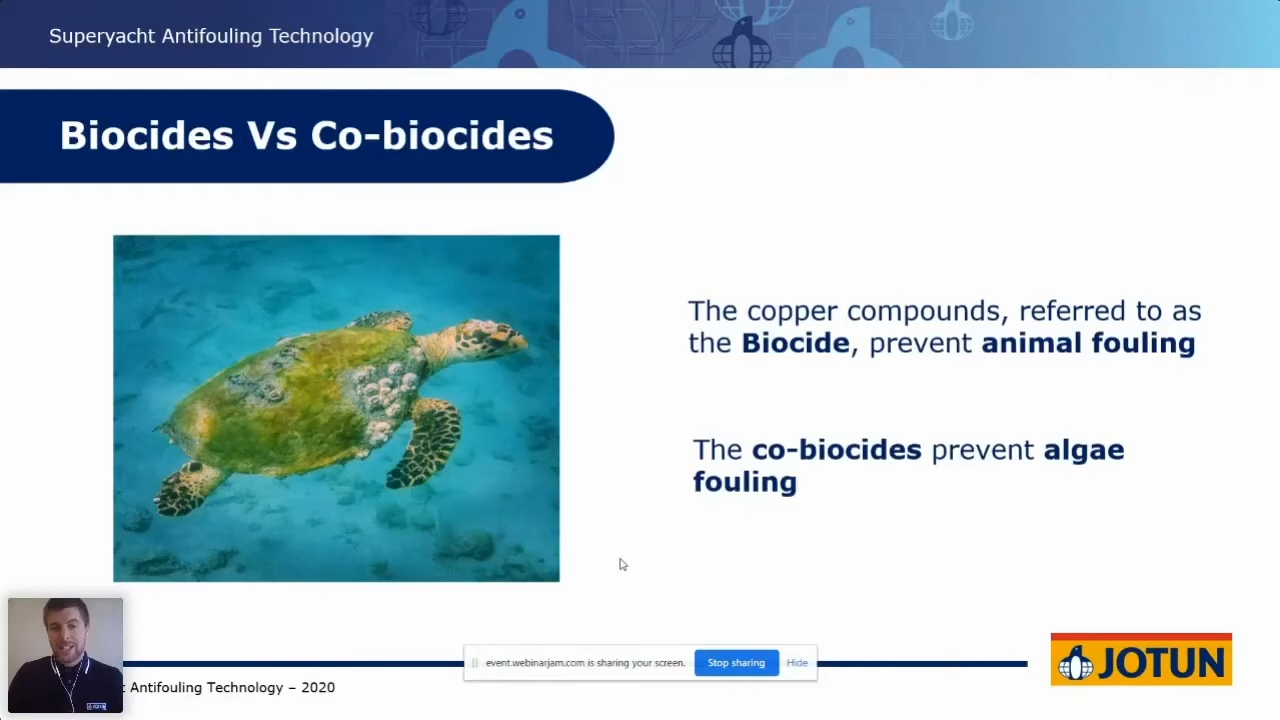 Superyacht Antifouling Technology
Biocides Vs Co-biocides
The copper compounds, referred to as
the Biocide, prevent animal fouling
The co-biocides prevent algae
fouling
event.webinarjam.com is sharing your screen.
Stop sharing
Hide
JOTUN
Antifouling Technology – 2020
JOTUN